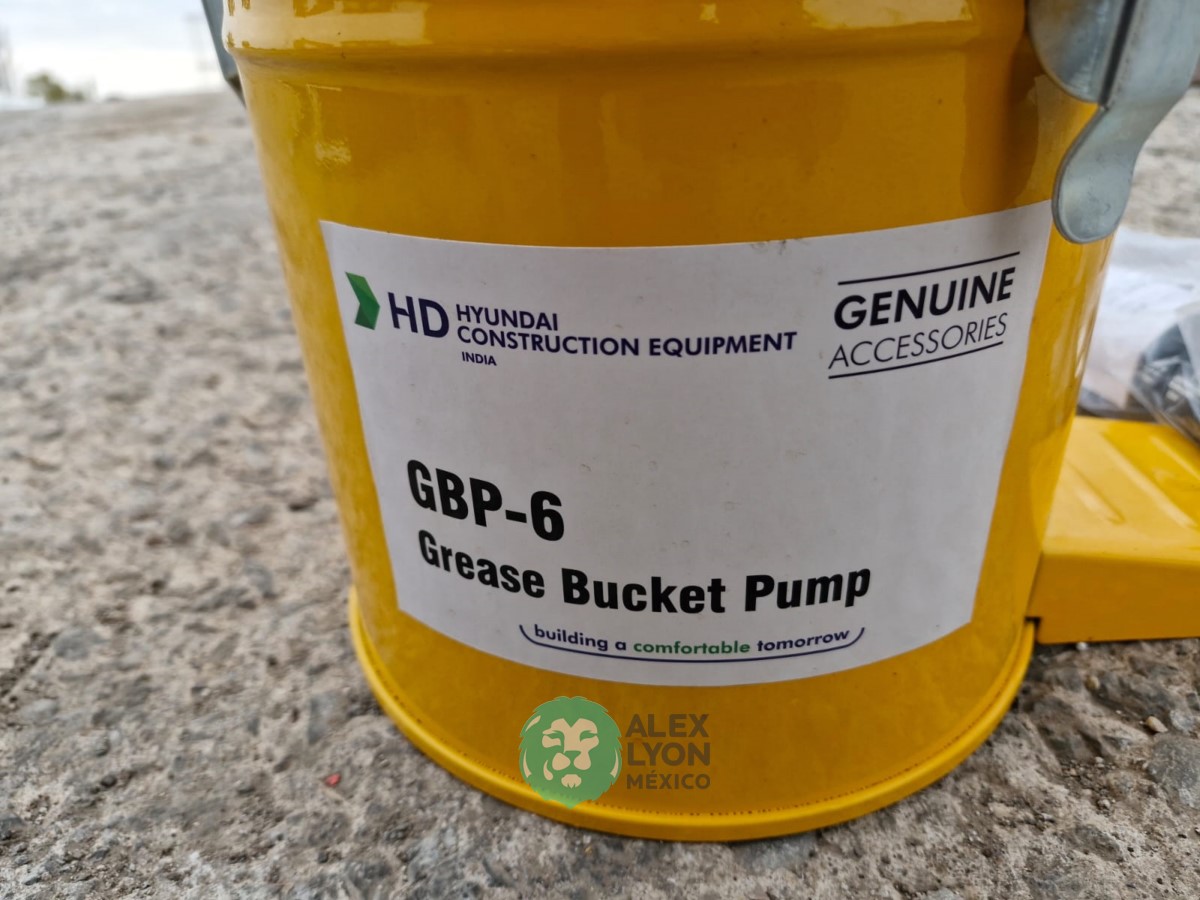 HD HYUNDAI
CONSTRUCTION EQUIPMENT
INDIA
GENUINE
ACCESSORIES
GBP-6
Grease Bucket Pump
building a comfortable tomorrow
ALEX
LYON
MÉXICO